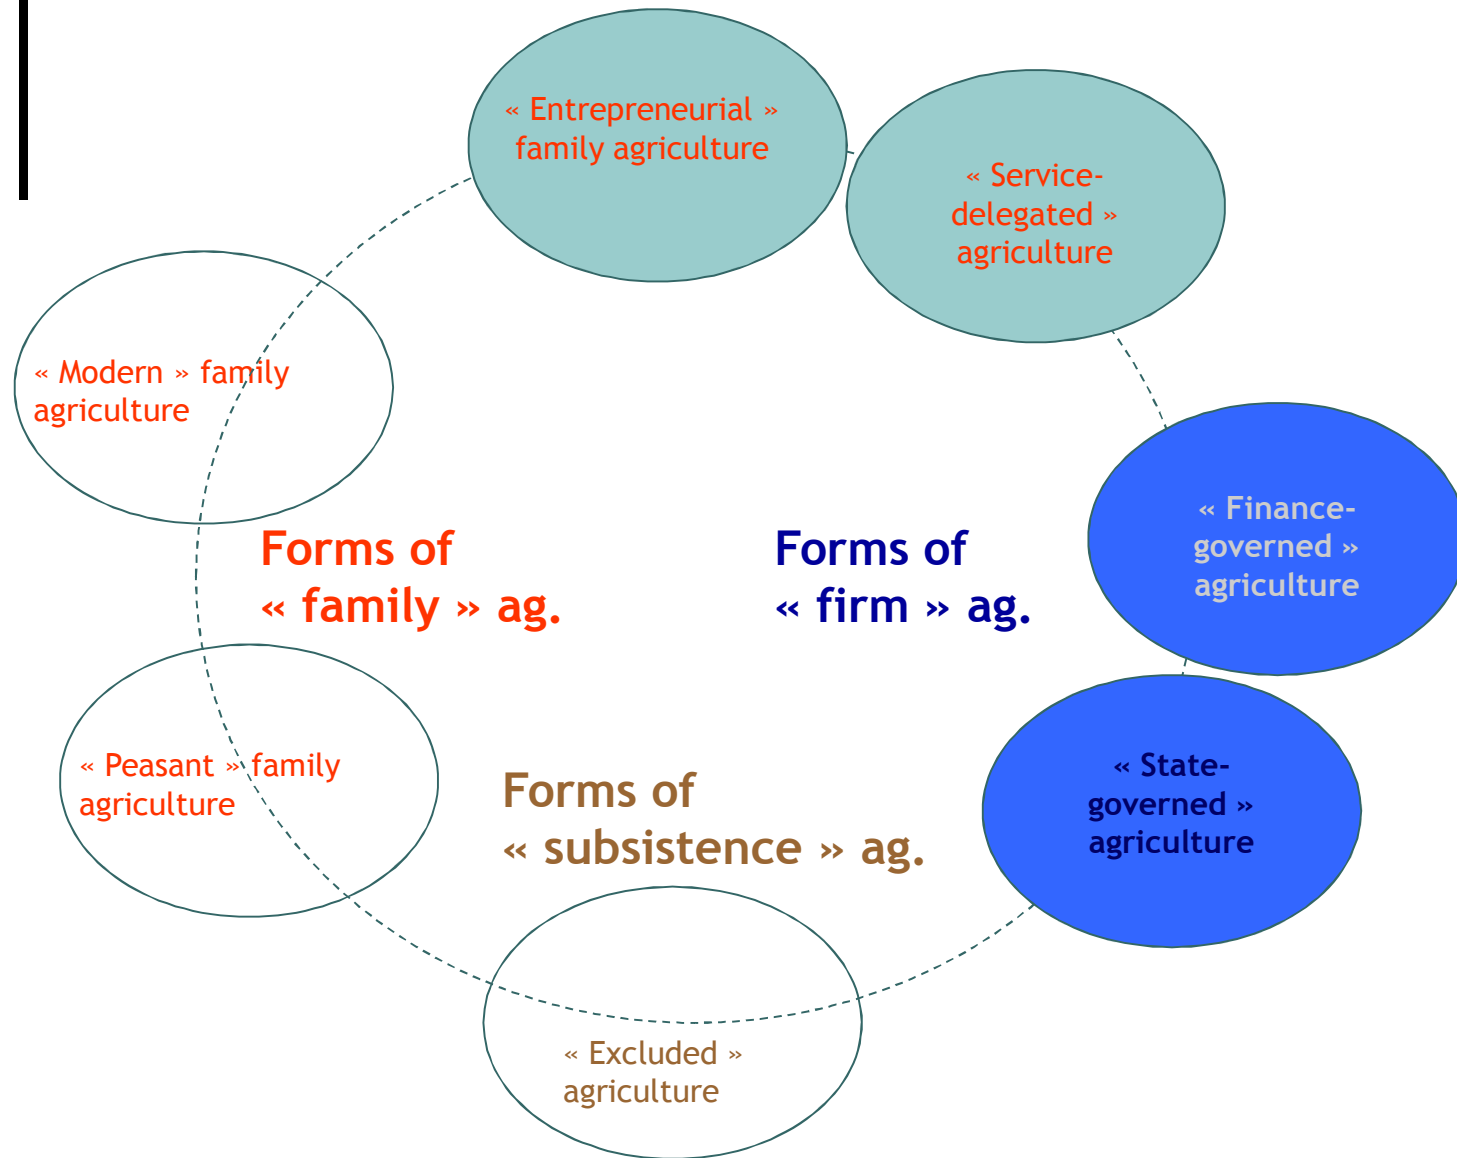 « Entrepreneurial »
family agriculture
« Service-
delegated »
agriculture
« Modern » family
agriculture
« Finance-
governed »
agriculture
Forms of
« family » ag.
Forms of
« firm » ag.
« Peasant » family
agriculture
« State-
governed »
agriculture
Forms of
« subsistence » ag.
« Excluded »
agriculture